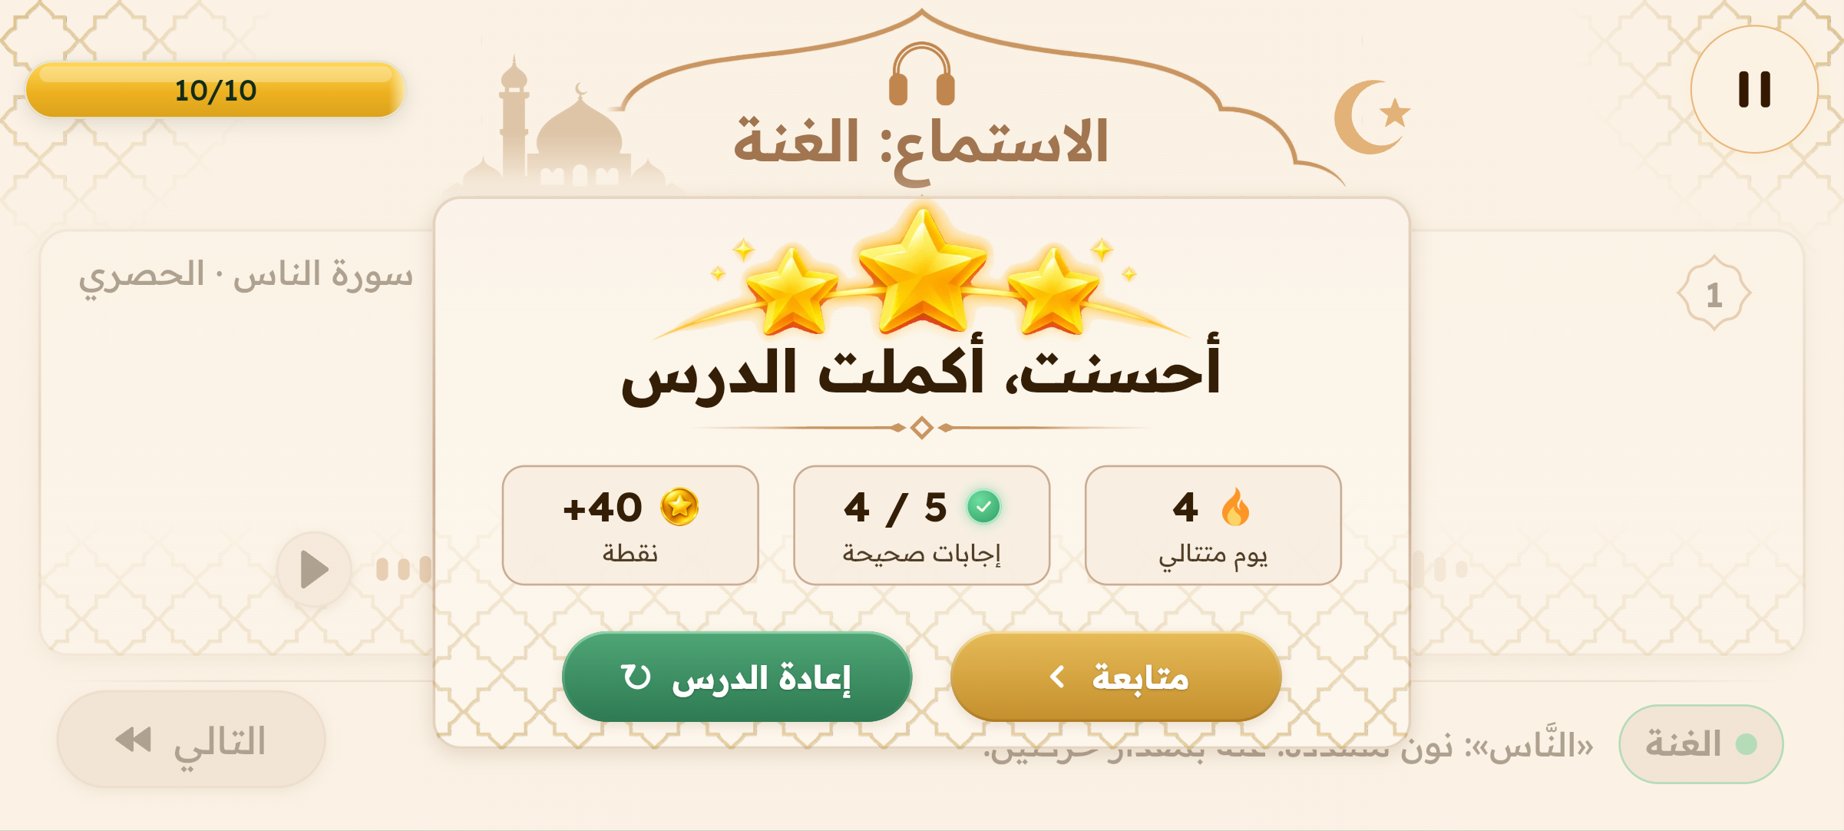 10/10
الاستماع: الغنة
سورة الناس · الحصري
1
أحسنت، أكملت الدرس
4
يوم متتالي
4 / 5
إجابات صحيحة
+40
نقطة
متابعة
إعادة الدرس
الغنة
«النَّاس»: نون
التالي